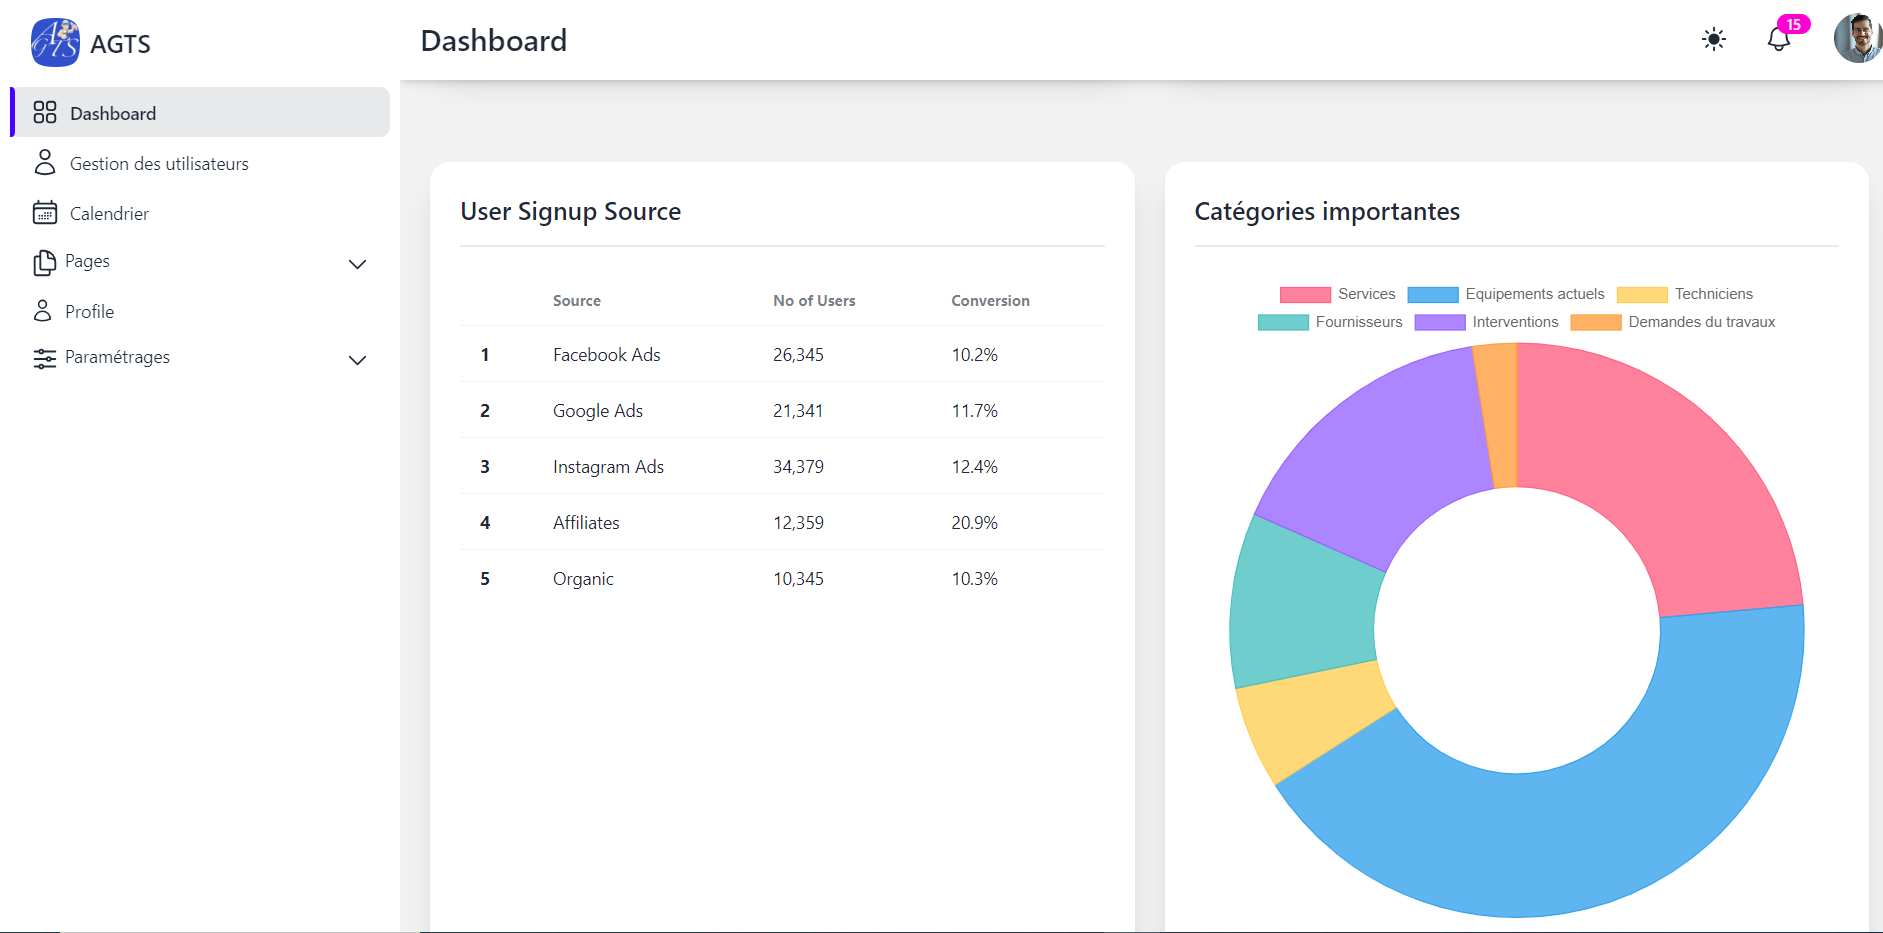 AGTS
AGTS
Dashboard
Gestion des utilisateurs
Calendrier
Pages
Profile
Paramétrages
Dashboard
15
User Signup Source
Source No of Users Conversion
1 Facebook Ads 26,345 10.2%
2 Google Ads 21,341 11.7%
3 Instagram Ads 34,379 12.4%
4 Affiliates 12,359 20.9%
5 Organic 10,345 10.3%
Catégories importantes
Services Equipements actuels Techniciens
Fournisseurs Interventions Demandes du travaux